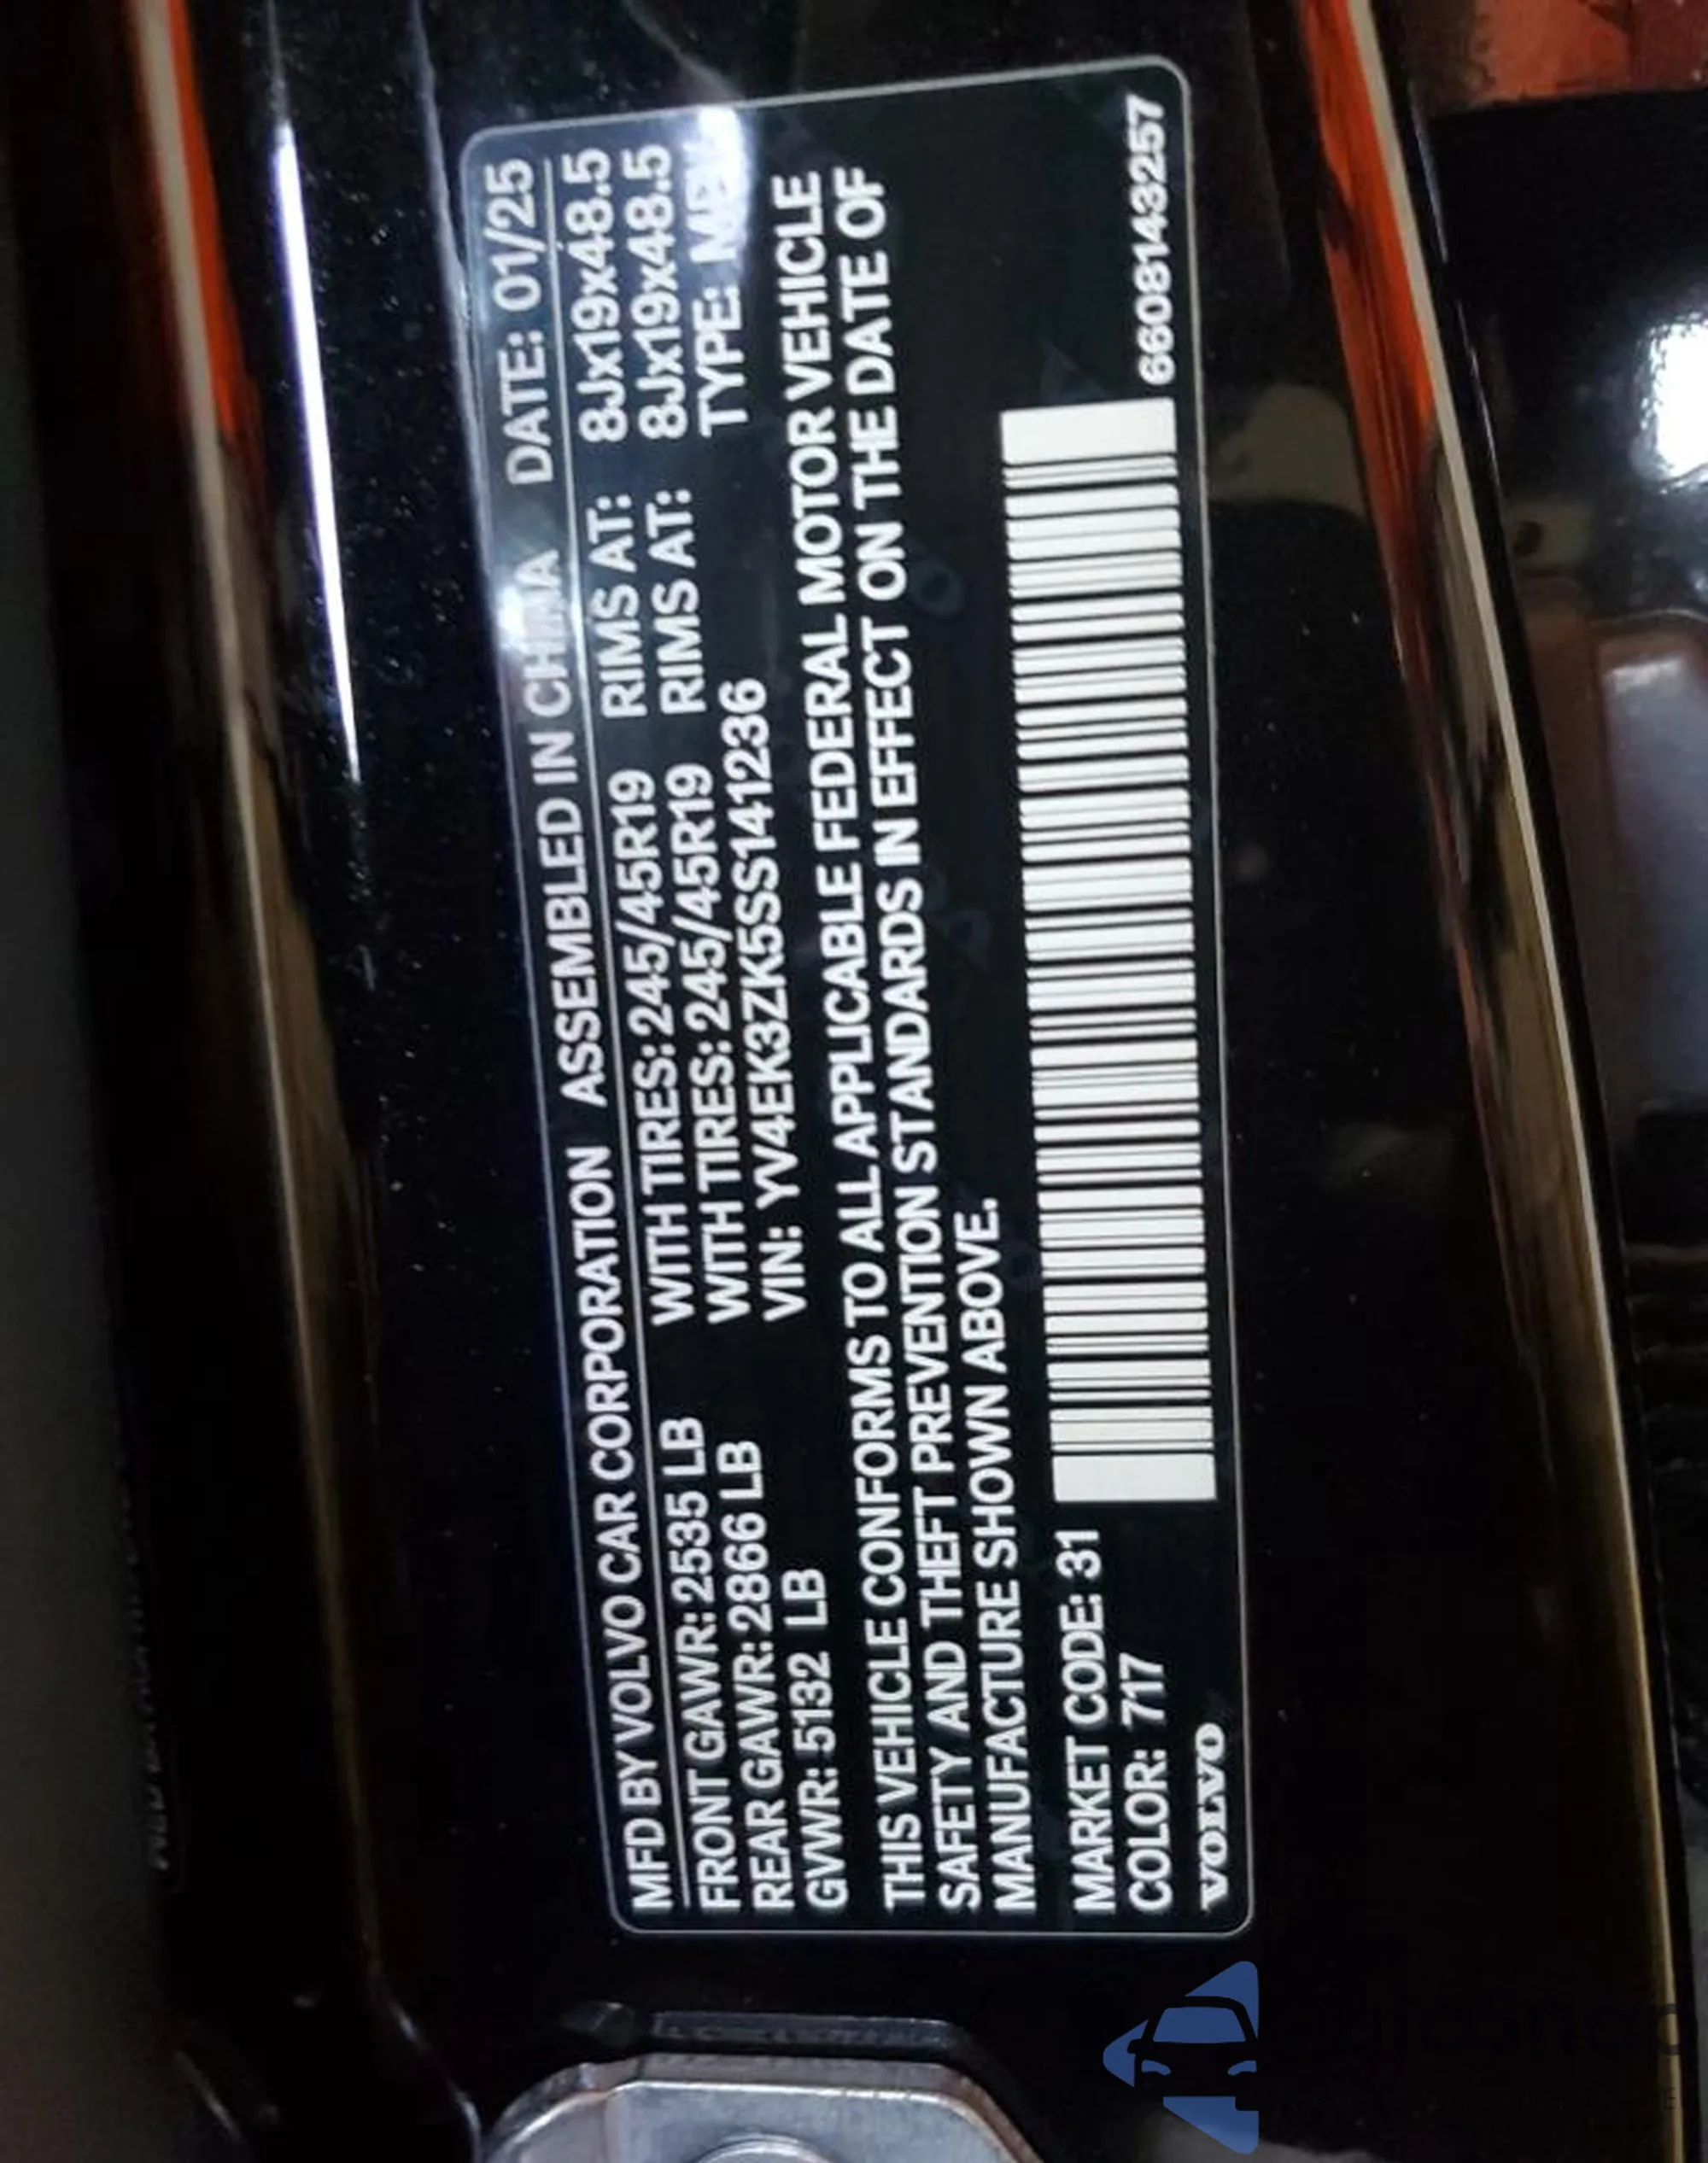 MFD BY VOLVO CAR CORPORATION ASSEMBLED IN CHINA DATE: 01/25
FRONT GAWR: 2535 LB WITH TIRES: 245/45R19 RIMS AT: 8Jx19x48.5
REAR GAWR: 2866 LB WITH TIRES: 245/45R19 RIMS AT: 8Jx19x48.5
GVWR: 5132 LB VIN: YV4EK3ZK5SS141236 TYPE:
THIS VEHICLE CONFORMS TO ALL APPLICABLE FEDERAL MOTOR VEHICLE
SAFETY AND THEFT PREVENTION STANDARDS IN EFFECT ON THE DATE OF
MANUFACTURE SHOWN ABOVE.
MARKET CODE: 31
COLOR: 717
6608143257
VOLVO